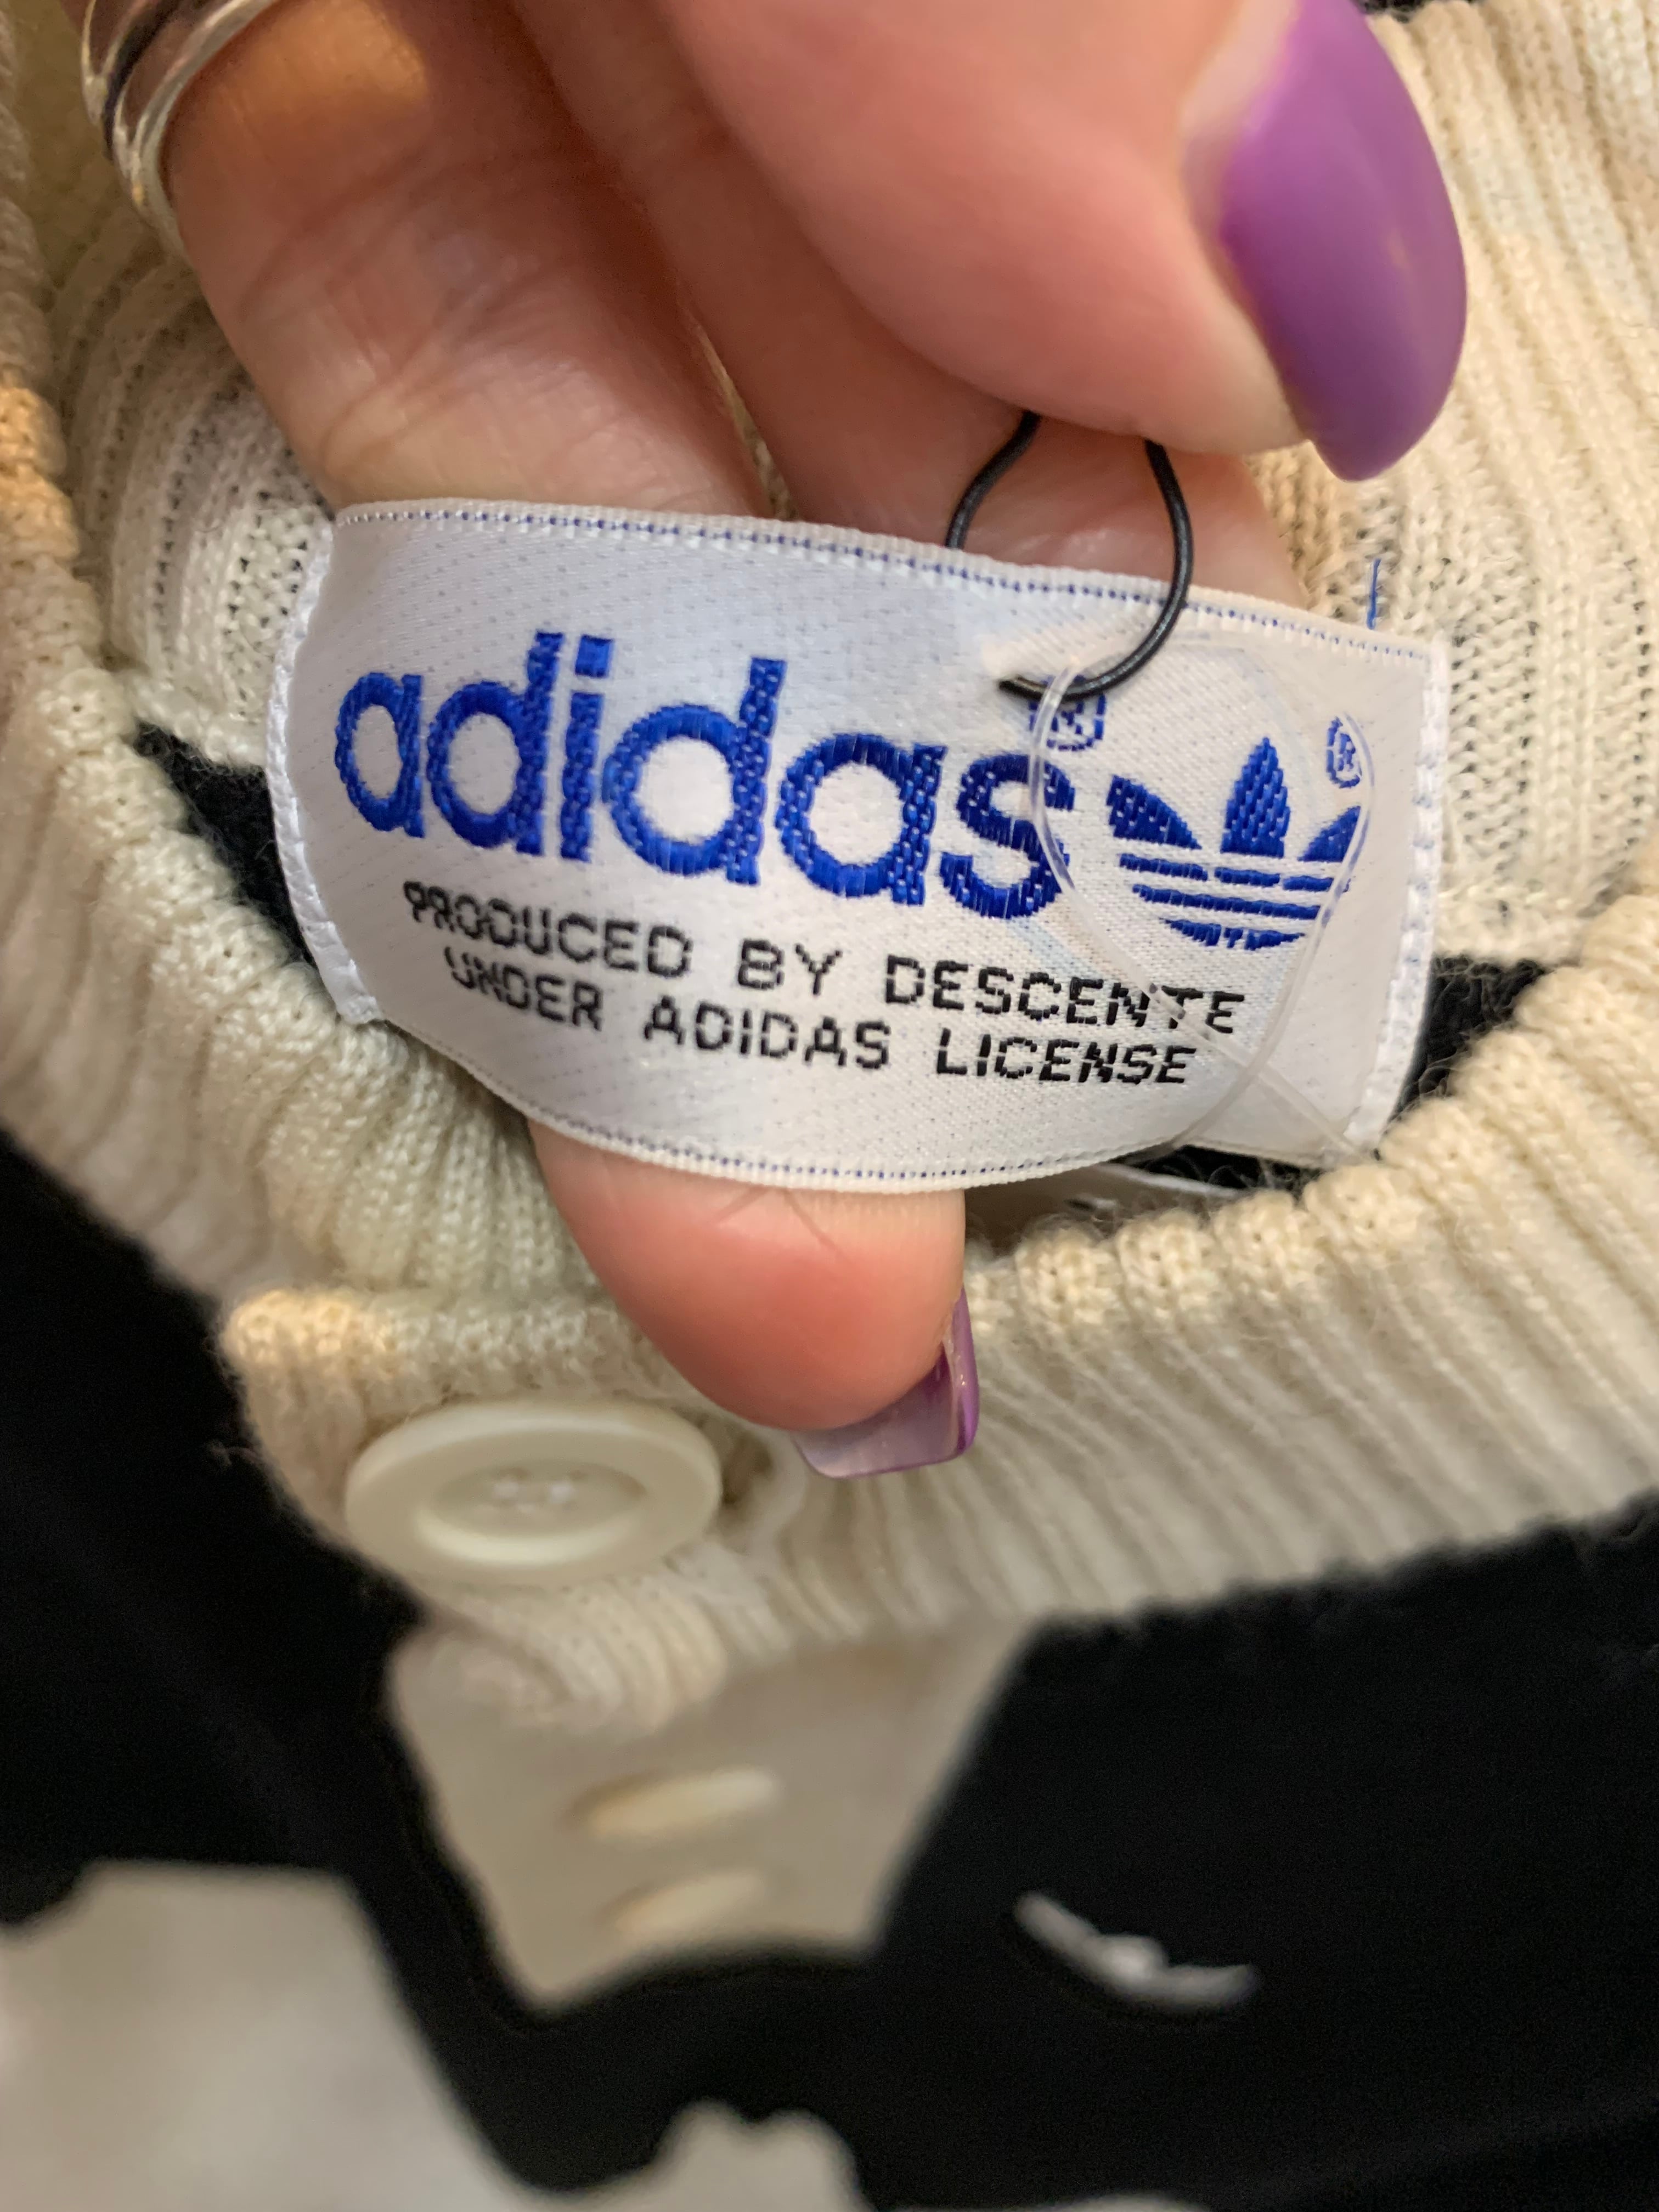 adidas®
®
PRODUCED BY DESCENTE
UNDER ADIDAS LICENSE